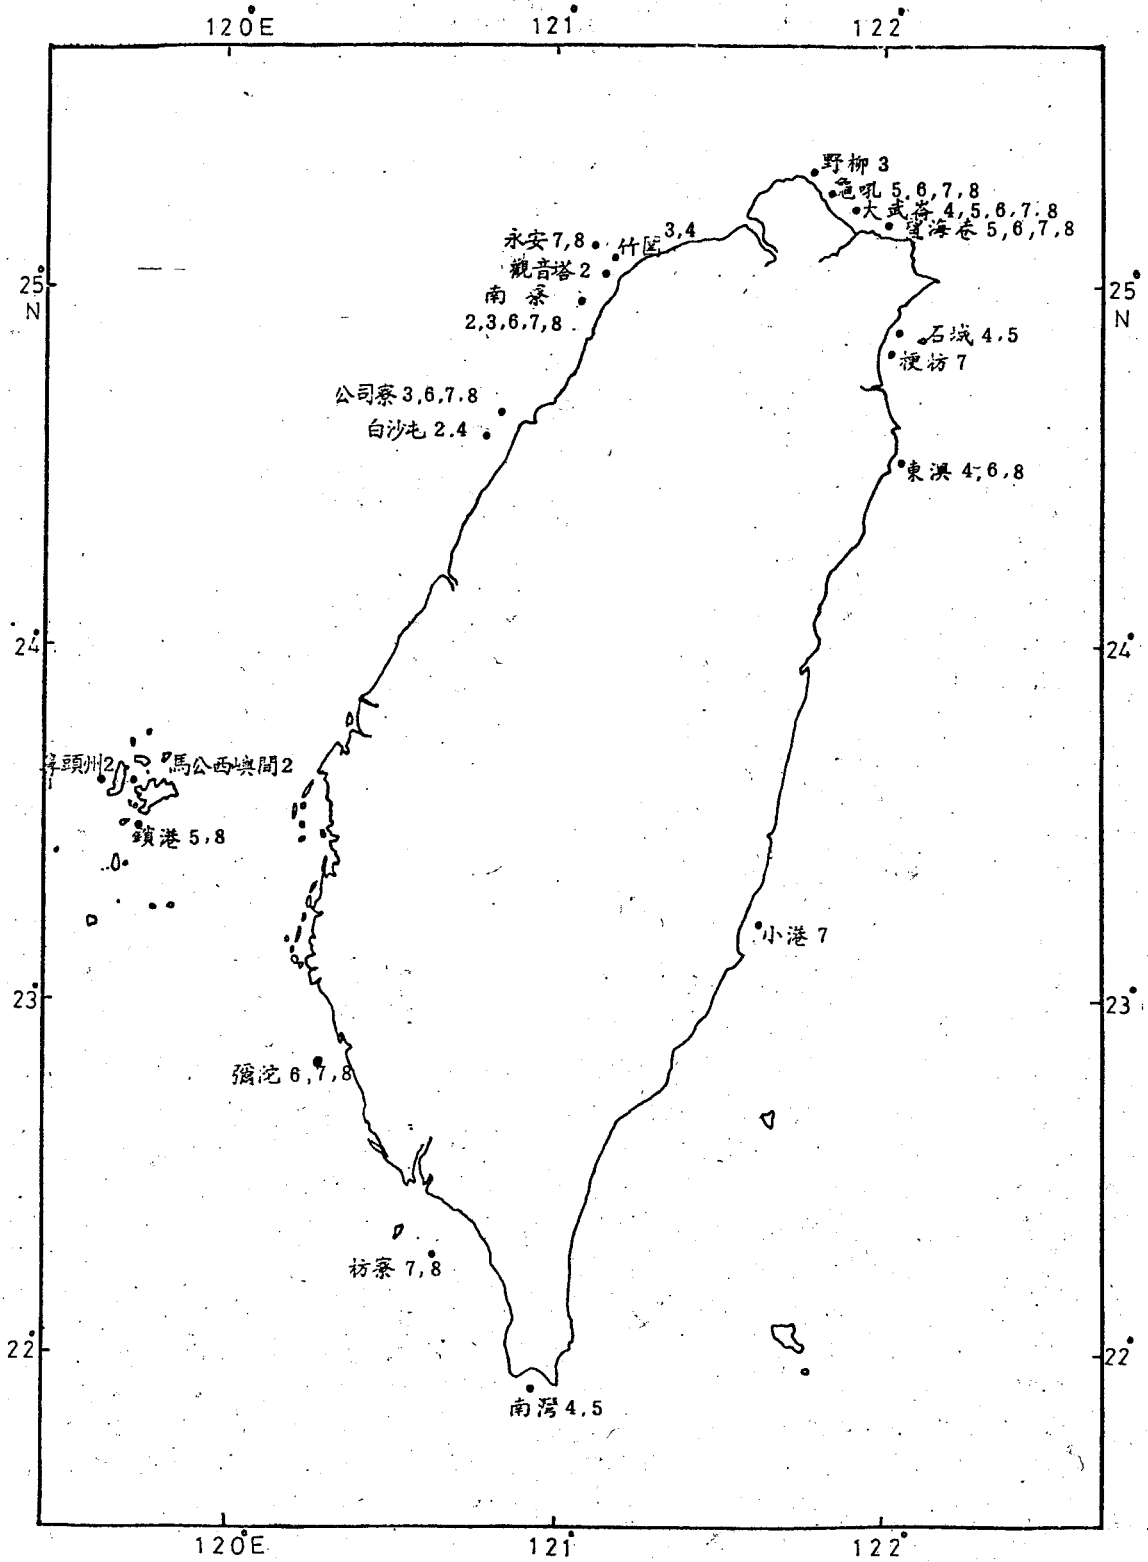 120°E 121° 122°
野柳 3
龜吼 5,6,7,8
大武崙 4,5,6,7.8
望海巷 5,6,7,8
永安 7,8
竹圍 3,4
觀音塔 2
25° N
25° N
南寮
2,3,6,7,8
石城 4.5
梗坊 7
公司寮 3,6,7.8
白沙屯 2.4
東澳 4,6,8
24°
24°
頭州2
馬公西嶼間2
鎖港 5,8
小港 7
23°
23°
彌沱 6,7,8
枋寮 7,8
22°
22°
南灣 4,5
120°E 121° 122°